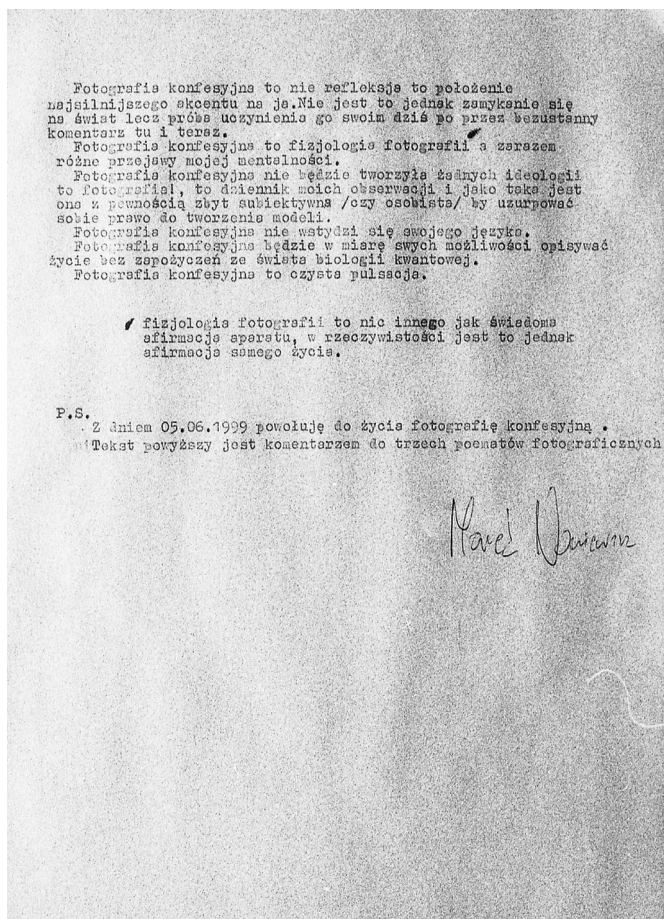 Fotografia konfesyjna to nie refleksja to położenie
najsilnijszego akcentu na ja.Nie jest to jednak zamykanie się
na świat lecz próba uczynienia go swoim dziś po przez bezustanny
komentarz tu i teraz.
Fotografia konfesyjna to fizjologia fotografii a zarazem
różne przejawy mojej mentalności.
Fotografia konfesyjna nie będzie tworzyła żadnych ideologii
to fotografia!, to dziennik moich obserwacji i jako taka jest
ona z pewnością zbyt subiektywna /czy osobista/ by uzurpować
sobie prawo do tworzenia modeli.
Fotografia konfesyjna nie wstydzi się swojego języka.
Fotografia konfesyjna będzie w miarę swych możliwości opisywać
życie bez zapożyczeń ze świata biologii kwantowej.
Fotografia konfesyjna to czysta pulsacja.
fizjologia fotografii to nic innego jak świadoma
afirmacja aparatu, w rzeczywistości jest to jednak
afirmacja samego życia.
P.S.
Z dniem 05.06.1999 powołuję do życia fotografię konfesyjną .
Tekst powyższy jest komentarzem do trzech poematów fotograficznych